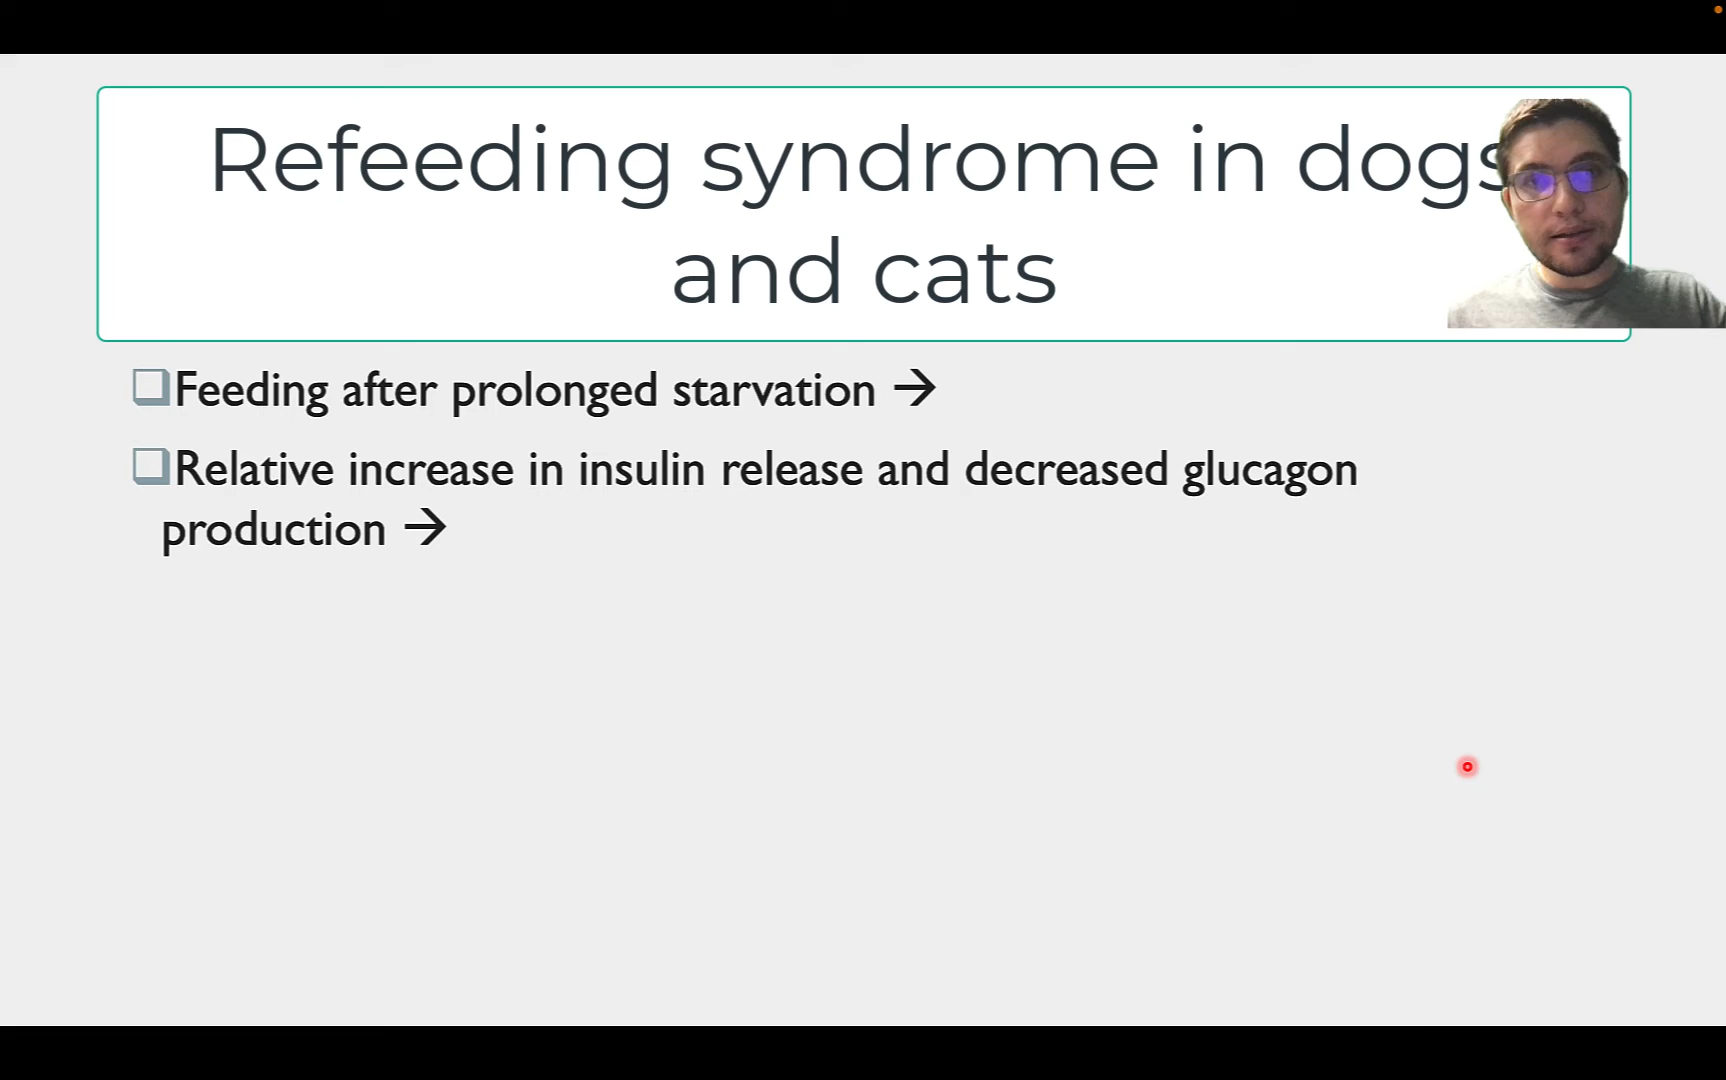 Refeeding syndrome in dogs
and cats
❑Feeding after prolonged starvation →
❑Relative increase in insulin release and decreased glucagon
production →